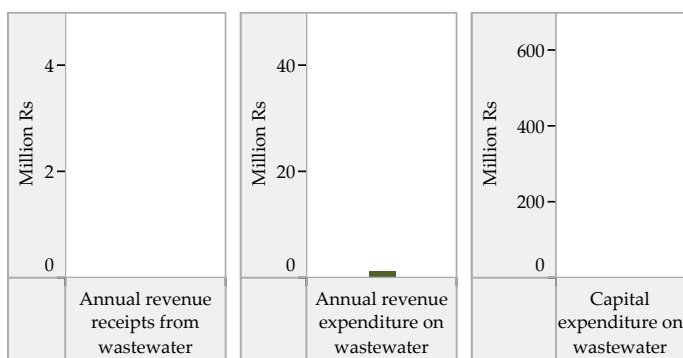 Million Rs
4
2
0
Annual revenue
receipts from
wastewater
Million Rs
40
20
0
Annual revenue
expenditure on
wastewater
Million Rs
600
400
200
0
Capital
expenditure on
wastewater